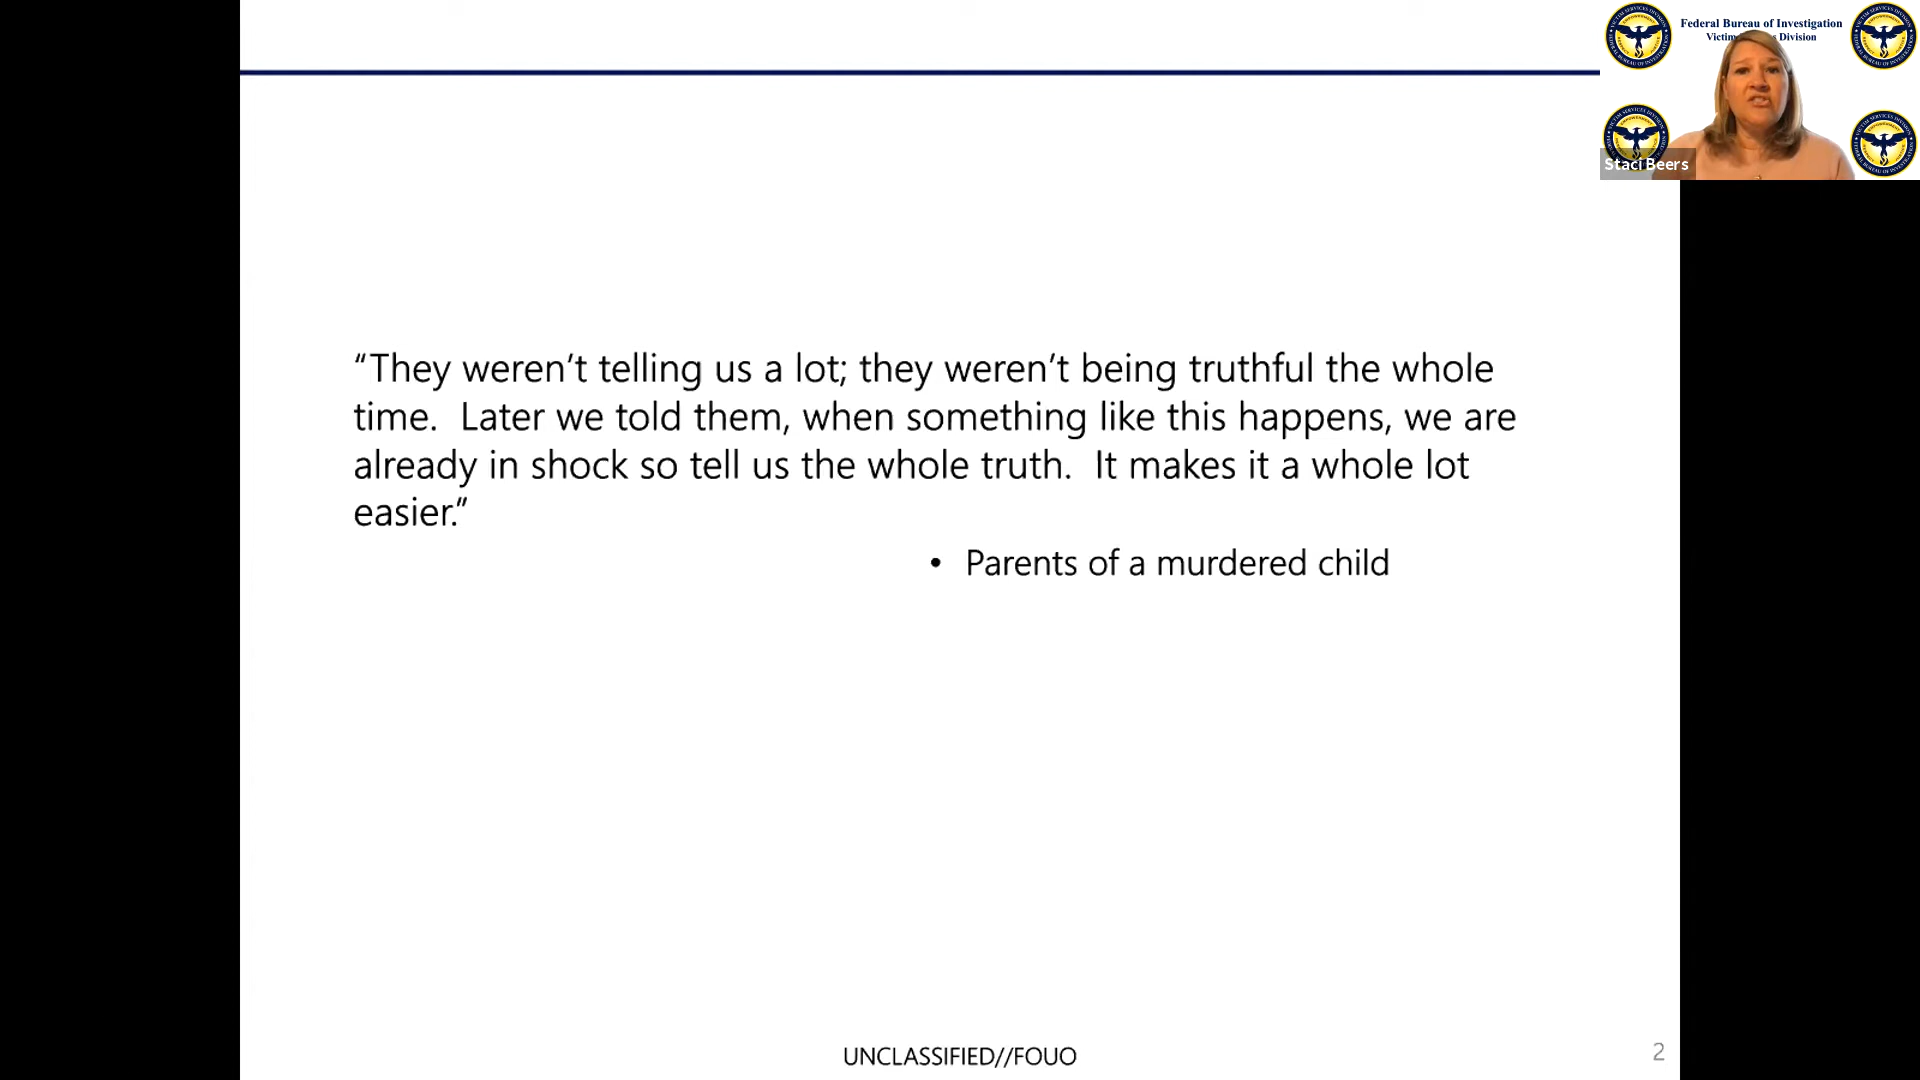 Federal Bureau of Investigation
Victim
s Division
Staci Beers
“They weren’t telling us a lot; they weren’t being truthful the whole
time.  Later we told them, when something like this happens, we are
already in shock so tell us the whole truth.  It makes it a whole lot
easier.”
• Parents of a murdered child
UNCLASSIFIED//FOUO
2